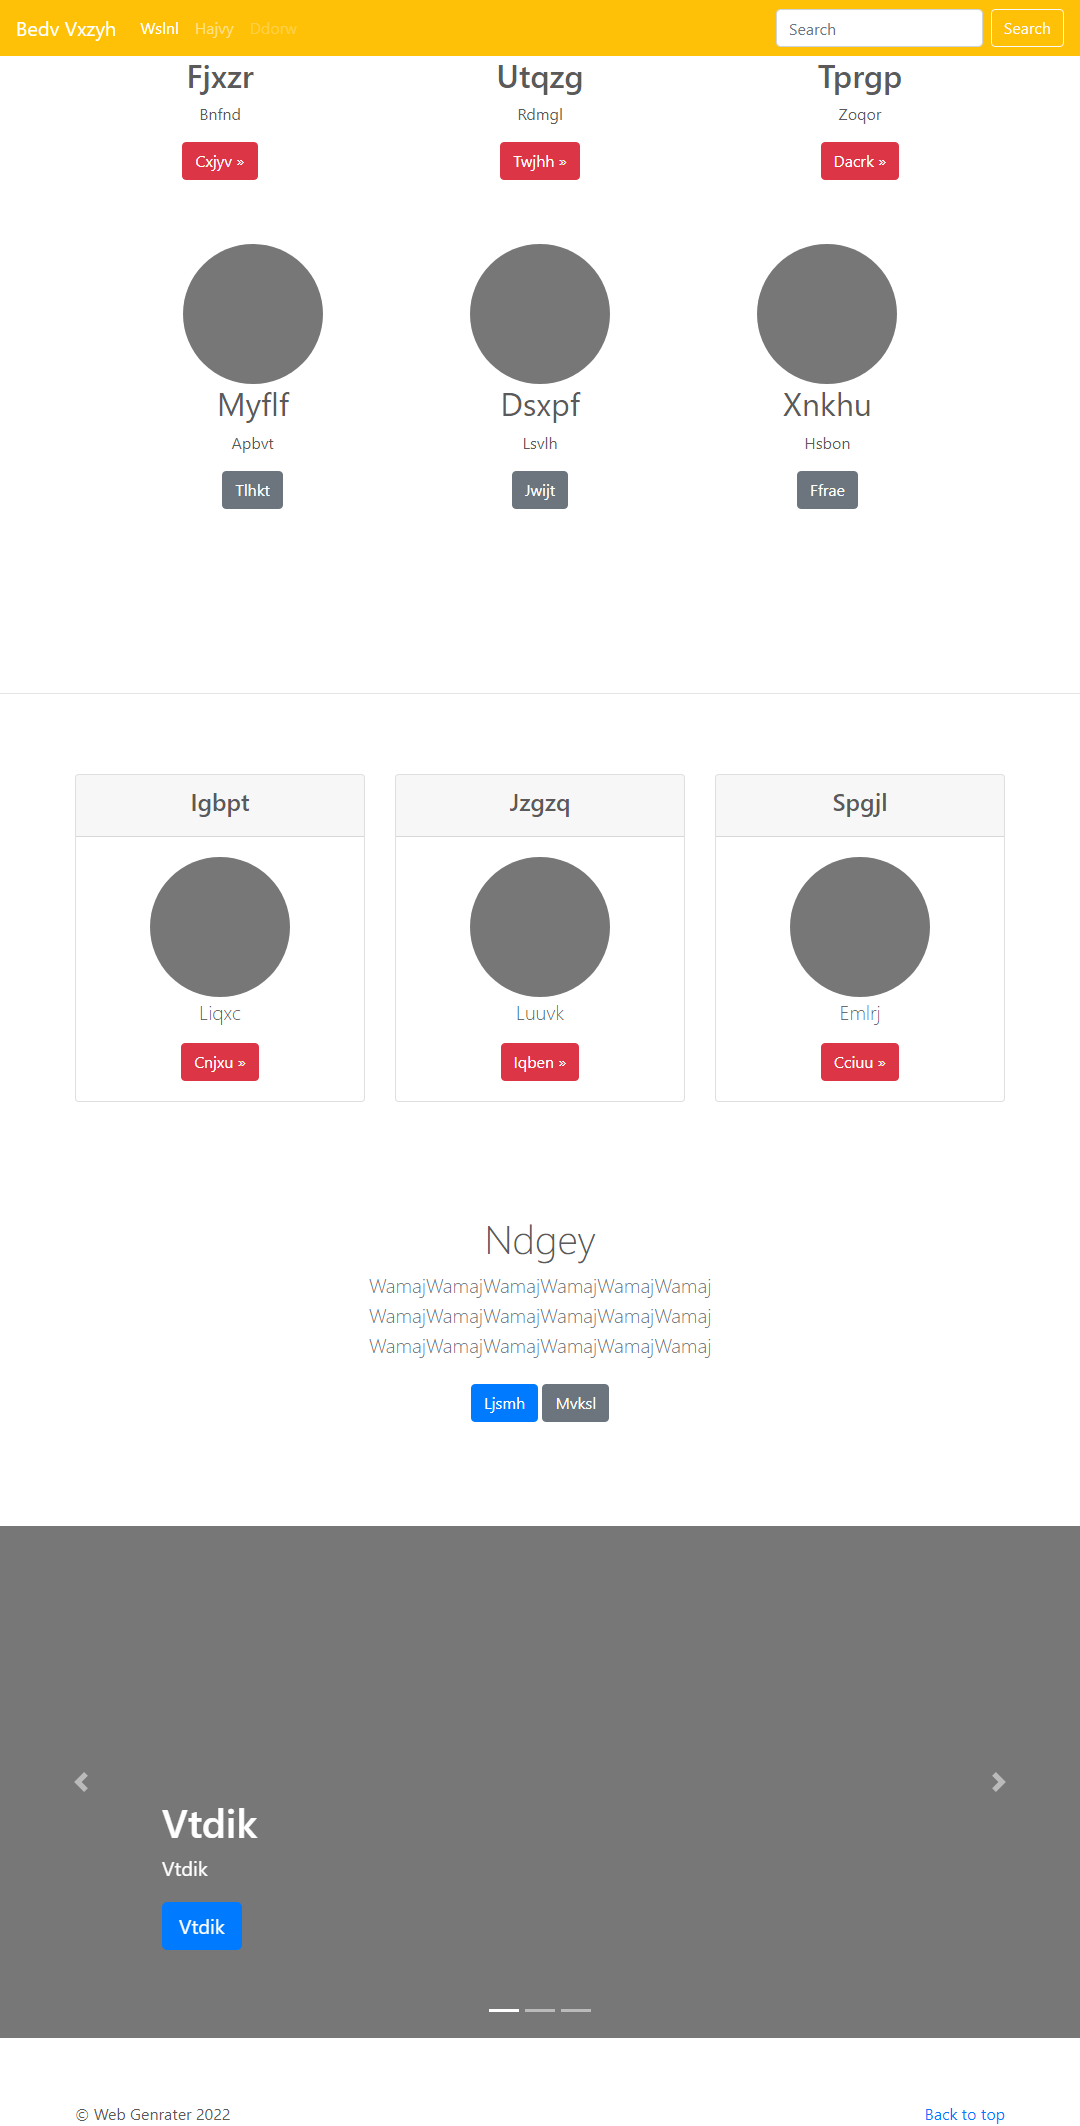 Bedv Vxzyh Wslnl Hajvy Ddorw Search Search
Fjxzr Utqzg Tprgp
Bnfnd Rdmgl Zoqor
Cxjyv » Twjhh » Dacrk »
Myflf Dsxpf Xnkhu
Apbvt Lsvlh Hsbon
Tlhkt Jwijt Ffrae
Igbpt Jzgzq Spgjl
Liqxc Luuvk Emlrj
Cnjxu » Iqben » Cciuu »
Ndgey
WamajWamajWamajWamajWamajWamaj
WamajWamajWamajWamajWamajWamaj
WamajWamajWamajWamajWamajWamaj
Ljsmh Mvksl
Vtdik
Vtdik
Vtdik
© Web Genrater 2022 Back to top